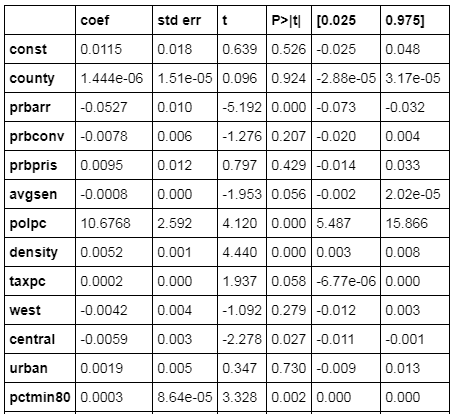 coef std err t P>|t| [0.025 0.975]
const 0.0115 0.018 0.639 0.526 -0.025 0.048
county 1.444e-06 1.51e-05 0.096 0.924 -2.88e-05 3.17e-05
prbarr -0.0527 0.010 -5.192 0.000 -0.073 -0.032
prbconv -0.0078 0.006 -1.276 0.207 -0.020 0.004
prbpris 0.0095 0.012 0.797 0.429 -0.014 0.033
avgsen -0.0008 0.000 -1.953 0.056 -0.002 2.02e-05
polpc 10.6768 2.592 4.120 0.000 5.487 15.866
density 0.0052 0.001 4.440 0.000 0.003 0.008
taxpc 0.0002 0.000 1.937 0.058 -6.77e-06 0.000
west -0.0042 0.004 -1.092 0.279 -0.012 0.003
central -0.0059 0.003 -2.278 0.027 -0.011 -0.001
urban 0.0019 0.005 0.347 0.730 -0.009 0.013
pctmin80 0.0003 8.64e-05 3.328 0.002 0.000 0.000